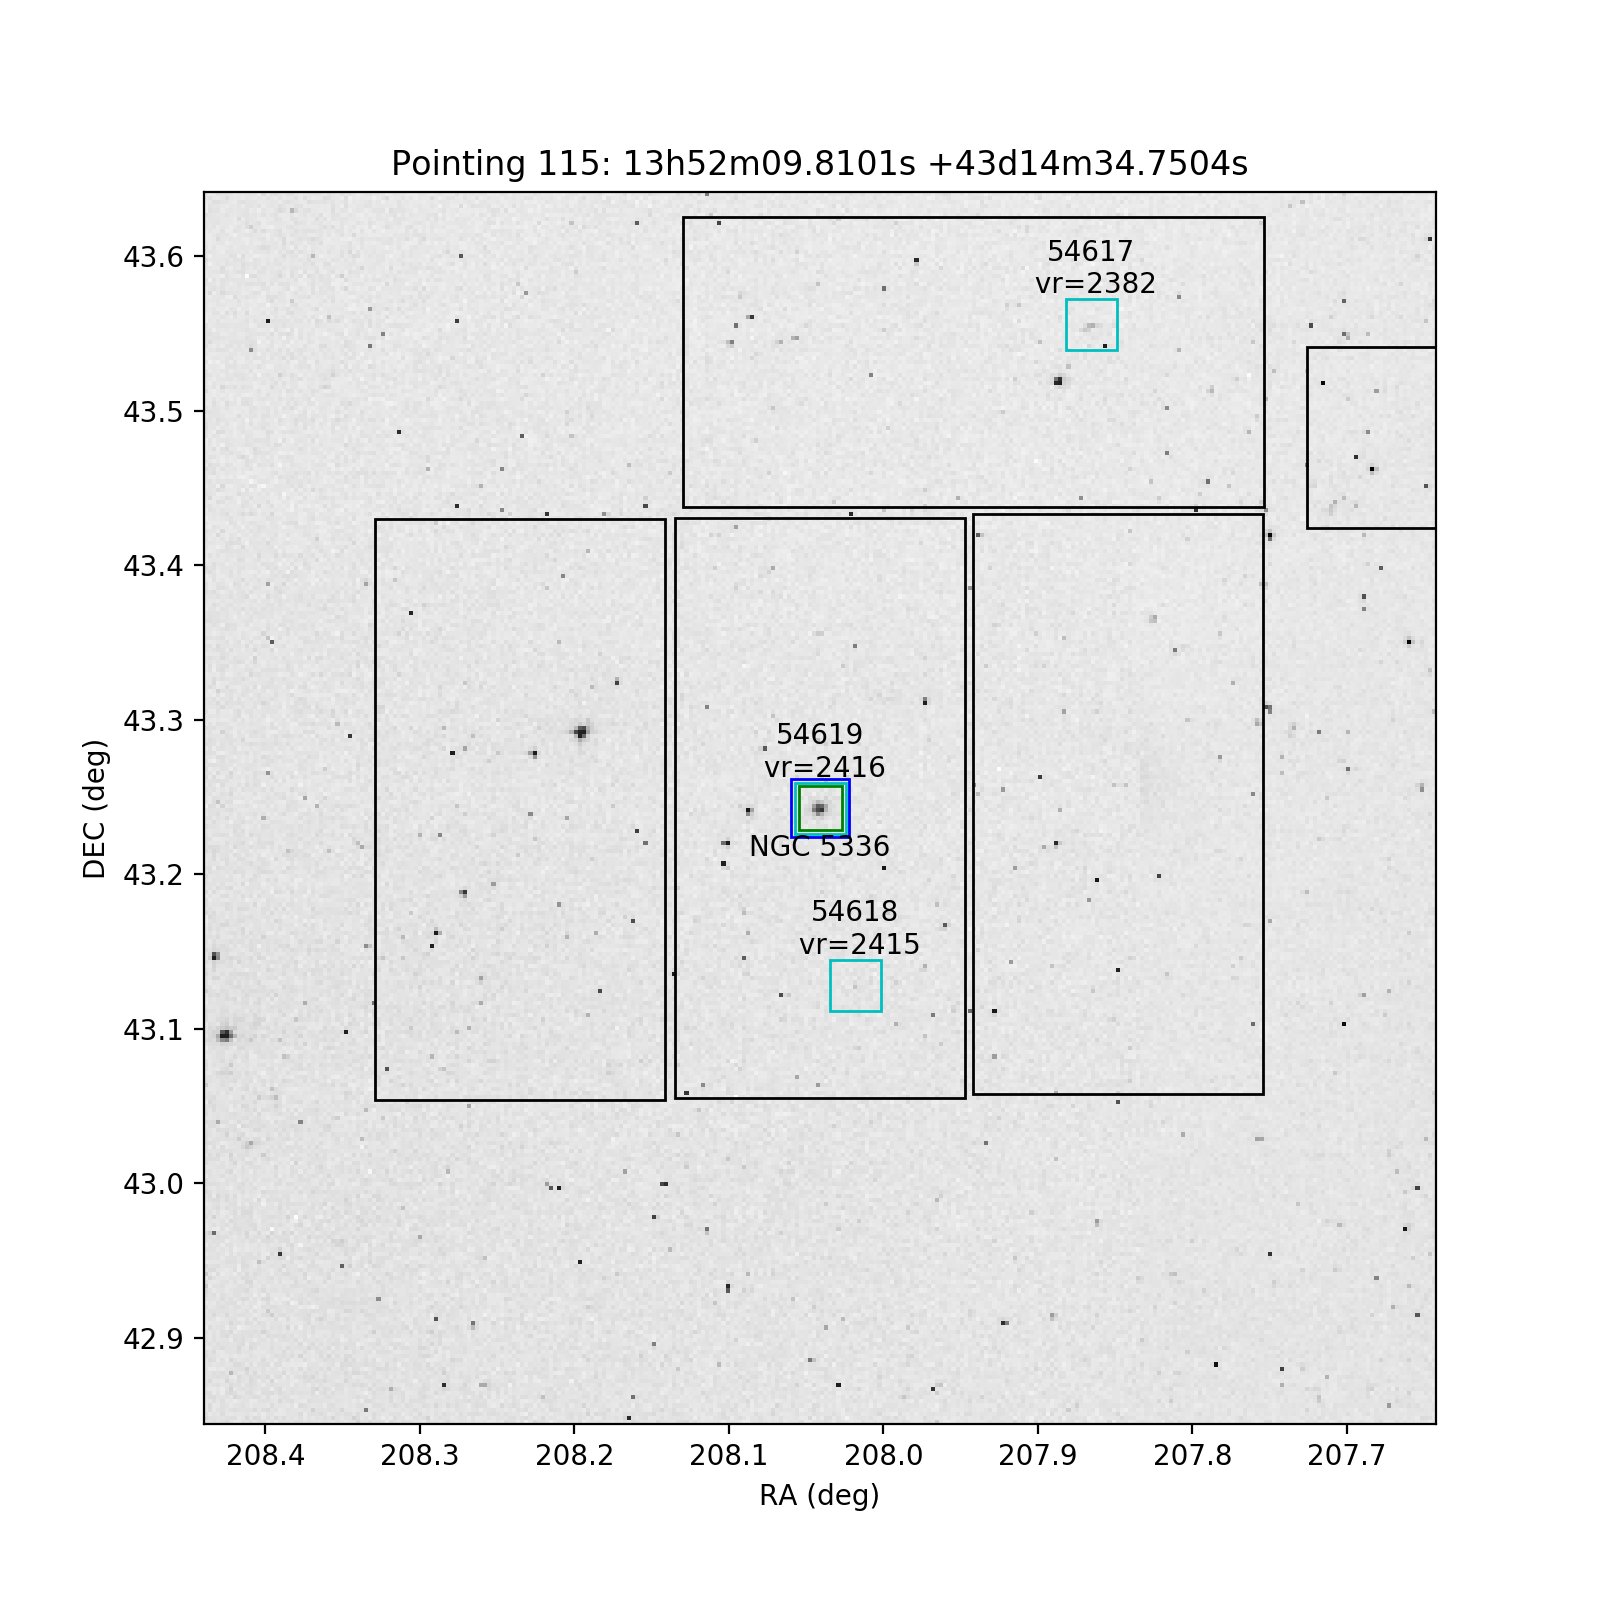 Pointing 115: 13h52m09.8101s +43d14m34.7504s
54617
vr=2382
54619
vr=2416
NGC 5336
54618
vr=2415
43.6
43.5
43.4
43.3
43.2
43.1
43.0
42.9
DEC (deg)
208.4 208.3 208.2 208.1 208.0 207.9 207.8 207.7
RA (deg)